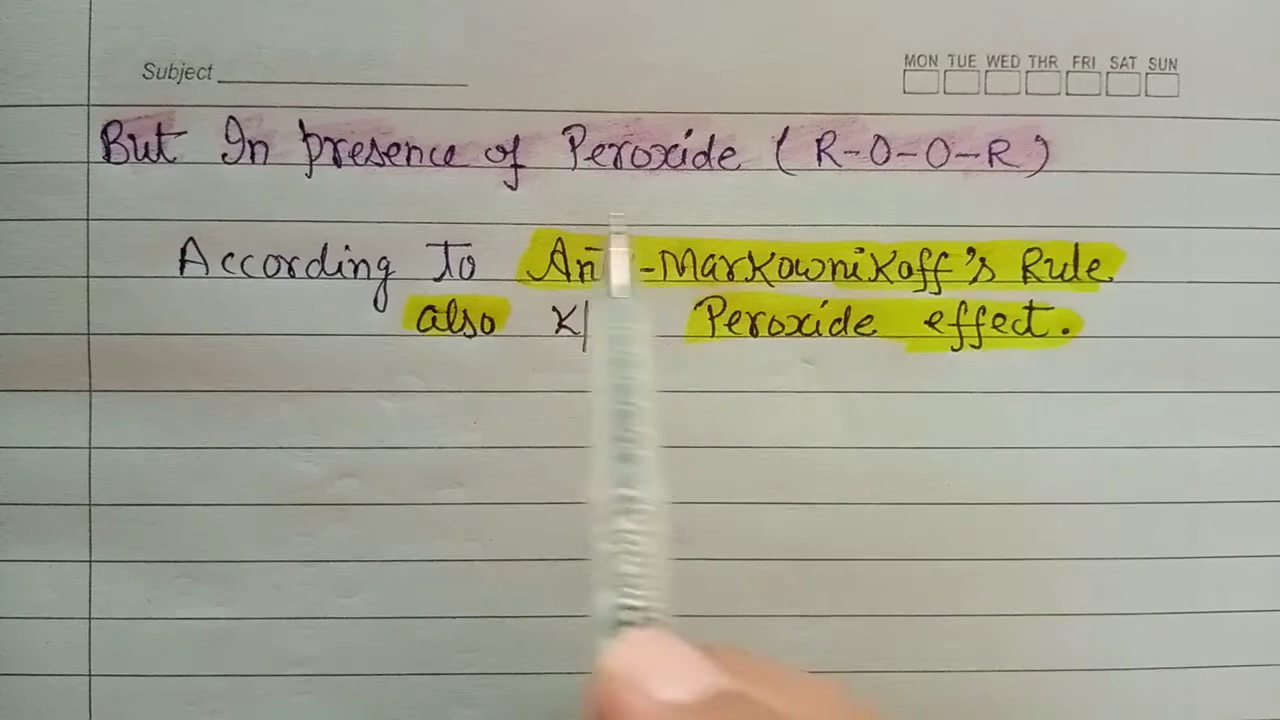 Subject
MON TUE WED THR FRI SAT SUN
But In presence of Peroxide ( R-O-O-R )
According To -Markownikoff's Rule
also Peroxide effect.